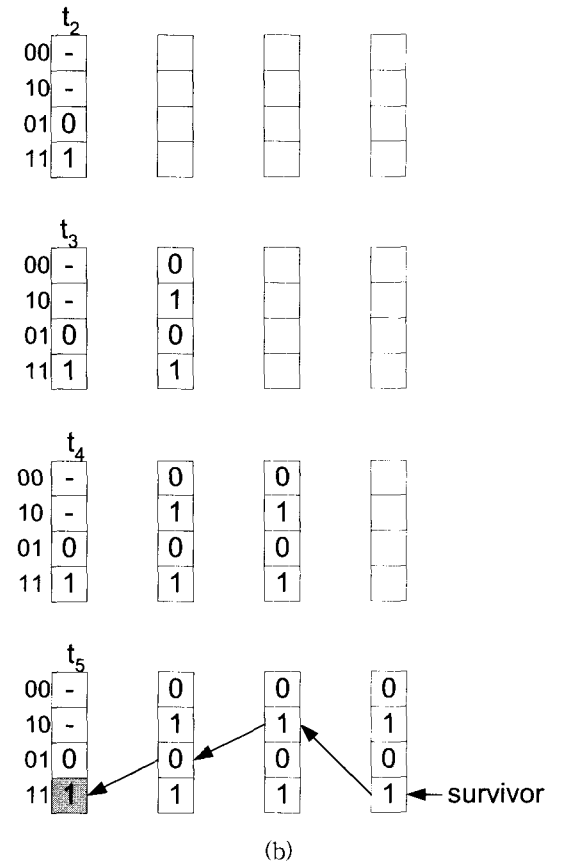 t2
00 -
10 -
01 0
11 1
t3
00 - 0
10 - 1
01 0 0
11 1 1
t4
00 - 0 0
10 - 1 1
01 0 0 0
11 1 1 1
t5
00 - 0 0 0
10 - 1 1 1
01 0 0 0 0
11 1 1 1 1 survivor
(b)